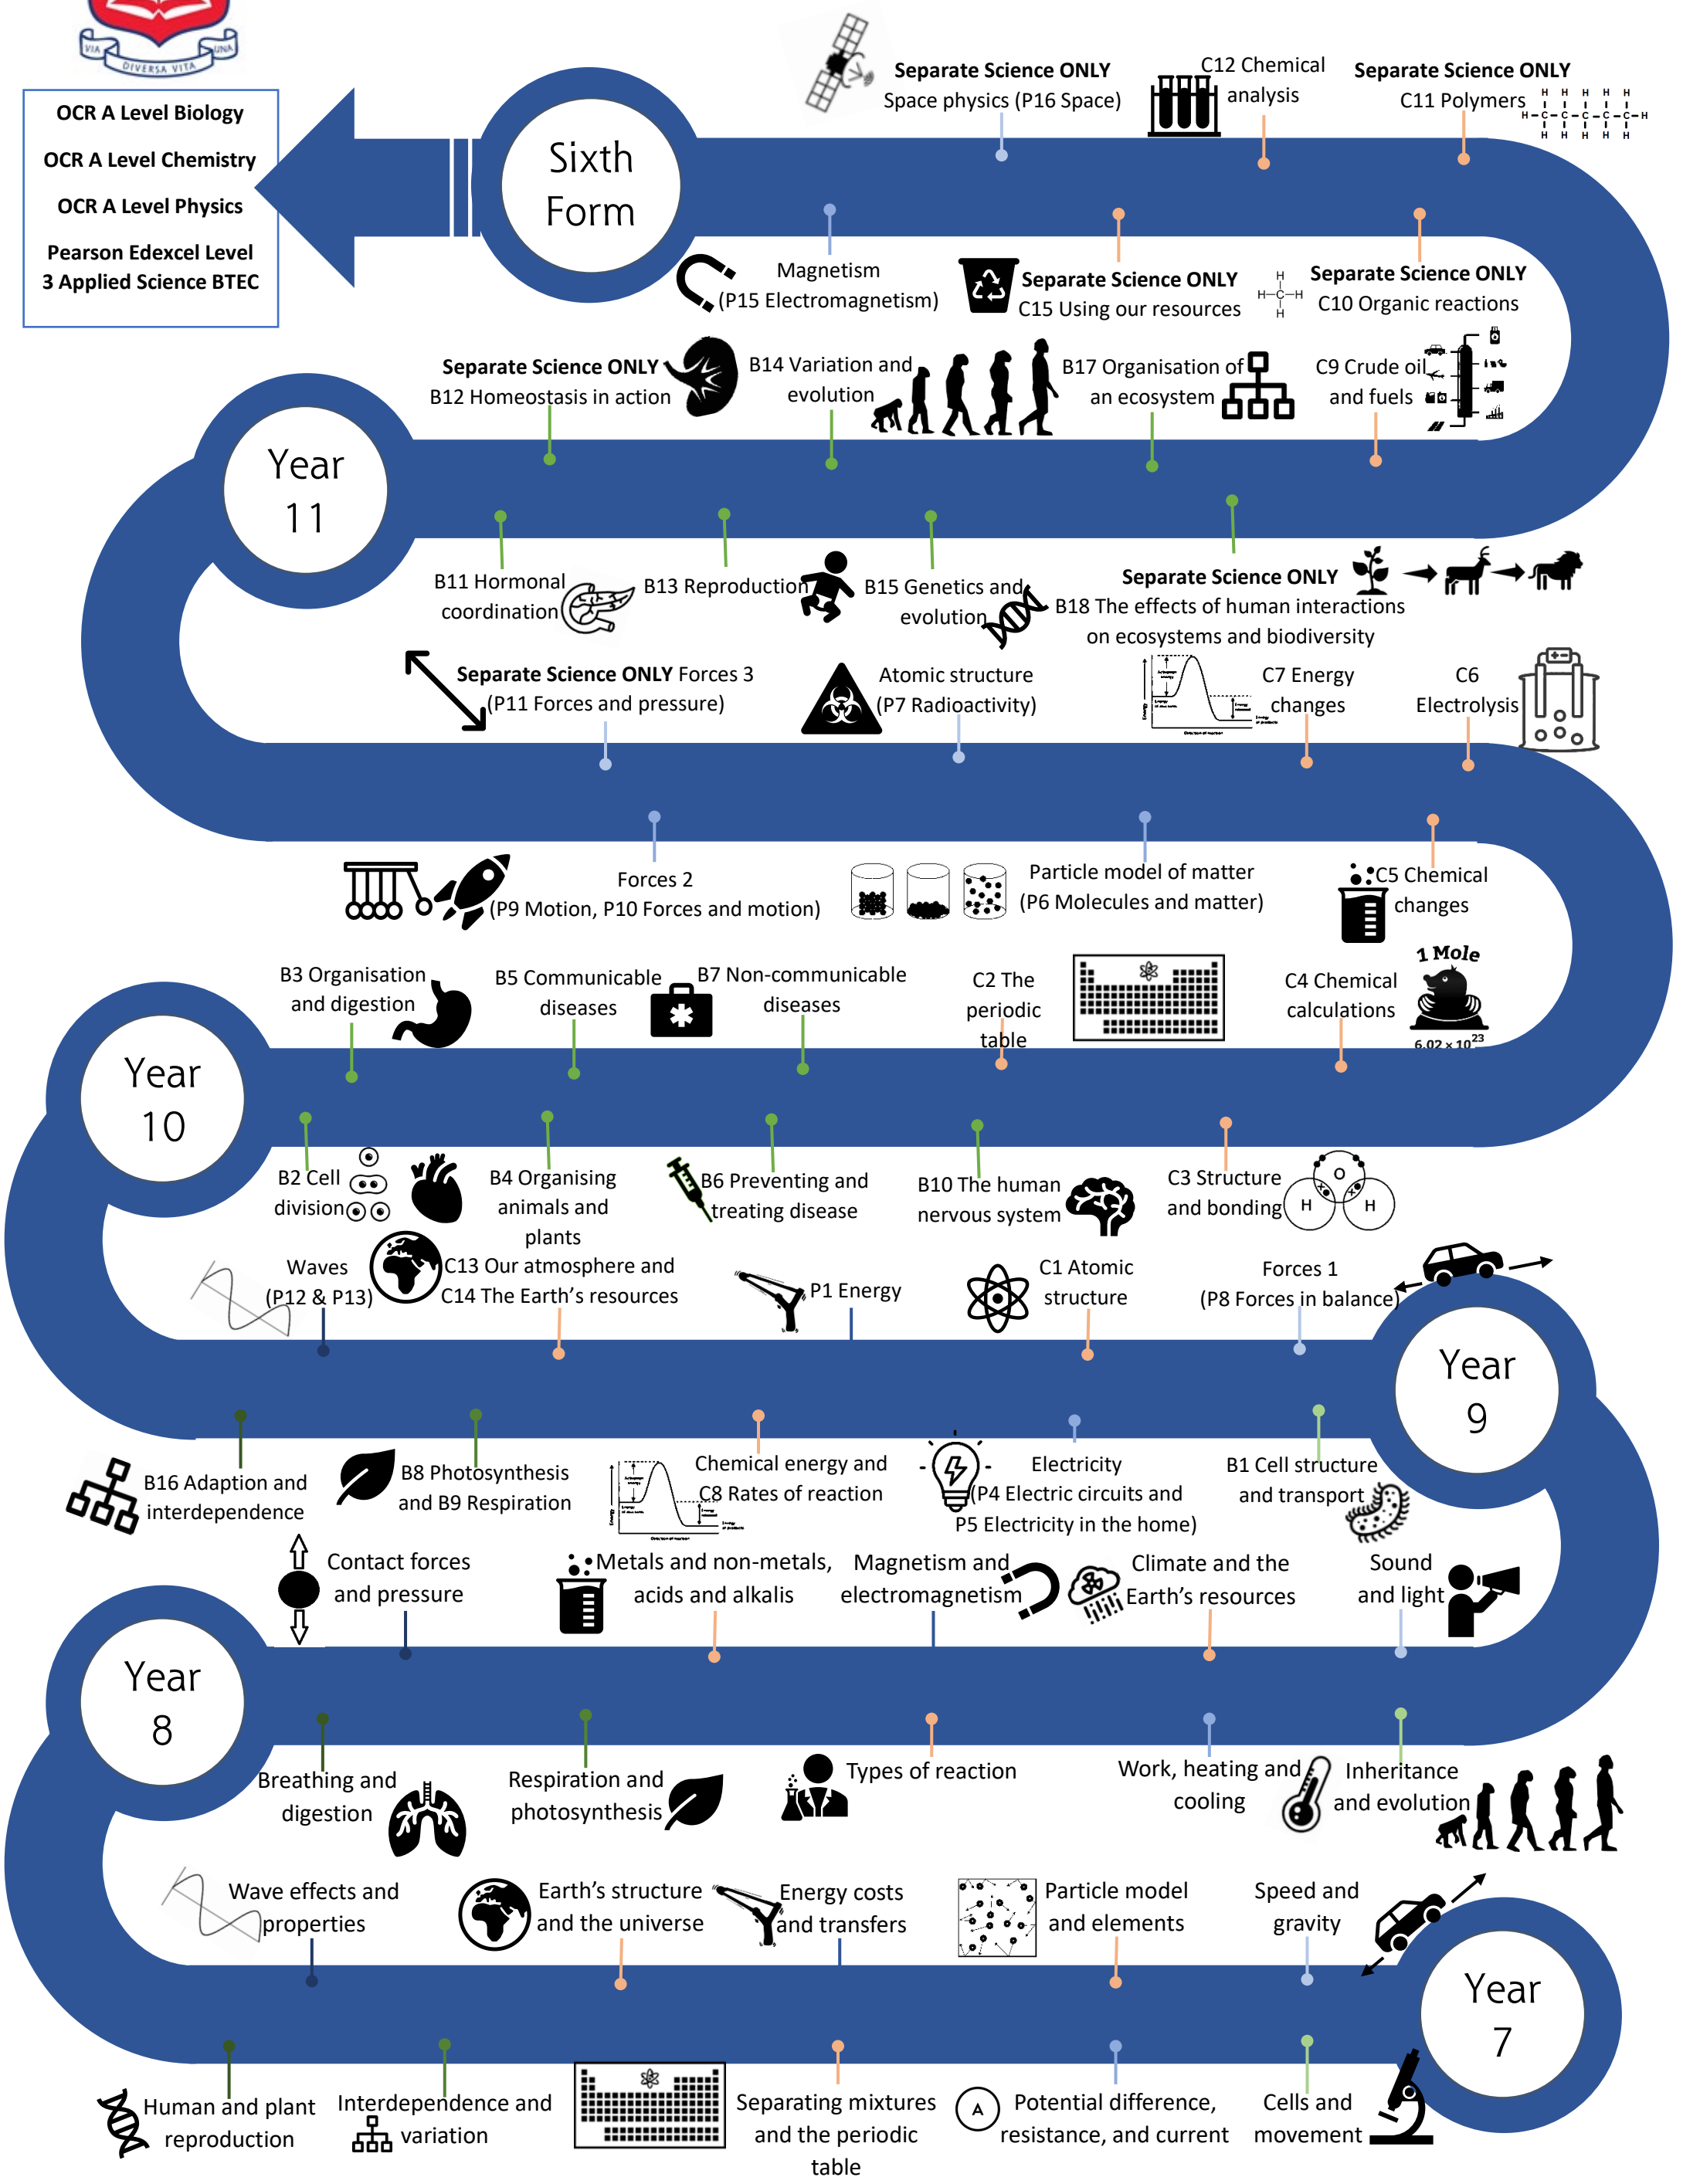 VIA
UNA
DIVERSA VITA
OCR A Level Biology
OCR A Level Chemistry
OCR A Level Physics
Pearson Edexcel Level
3 Applied Science BTEC
Sixth
Form
Separate Science ONLY
Space physics (P16 Space)
C12 Chemical
analysis
Separate Science ONLY
C11 Polymers
H H H H H
H-C-C-C-C-C-H
H H H H H
Magnetism
(P15 Electromagnetism)
Separate Science ONLY
C15 Using our resources
H
H-C-H
H
Separate Science ONLY
C10 Organic reactions
Separate Science ONLY
B12 Homeostasis in action
B14 Variation and
evolution
B17 Organisation of
an ecosystem
C9 Crude oil
and fuels
Year
11
B11 Hormonal
coordination
B13 Reproduction
B15 Genetics and
evolution
Separate Science ONLY
B18 The effects of human interactions
on ecosystems and biodiversity
Separate Science ONLY Forces 3
(P11 Forces and pressure)
Atomic structure
(P7 Radioactivity)
C7 Energy
changes
C6
Electrolysis
Forces 2
(P9 Motion, P10 Forces and motion)
Particle model of matter
(P6 Molecules and matter)
C5 Chemical
changes
B3 Organisation
and digestion
B5 Communicable
diseases
B7 Non-communicable
diseases
C2 The
periodic
table
C4 Chemical
calculations
1 Mole
6.02 × 10²³
Year
10
B2 Cell
division
B4 Organising
animals and
plants
B6 Preventing and
treating disease
B10 The human
nervous system
C3 Structure
and bonding
O
H H
Waves
(P12 & P13)
C13 Our atmosphere and
C14 The Earth's resources
P1 Energy
C1 Atomic
structure
Forces 1
(P8 Forces in balance)
Year
9
B16 Adaption and
interdependence
B8 Photosynthesis
and B9 Respiration
Chemical energy and
C8 Rates of reaction
Electricity
(P4 Electric circuits and
P5 Electricity in the home)
B1 Cell structure
and transport
Contact forces
and pressure
Metals and non-metals,
acids and alkalis
Magnetism and
electromagnetism
Climate and the
Earth's resources
Sound
and light
Year
8
Breathing and
digestion
Respiration and
photosynthesis
Types of reaction
Work, heating and
cooling
Inheritance
and evolution
Wave effects and
properties
Earth's structure
and the universe
Energy costs
and transfers
Particle model
and elements
Speed and
gravity
Year
7
Human and plant
reproduction
Interdependence and
variation
Separating mixtures
and the periodic
table
A
Potential difference,
resistance, and current
Cells and
movement